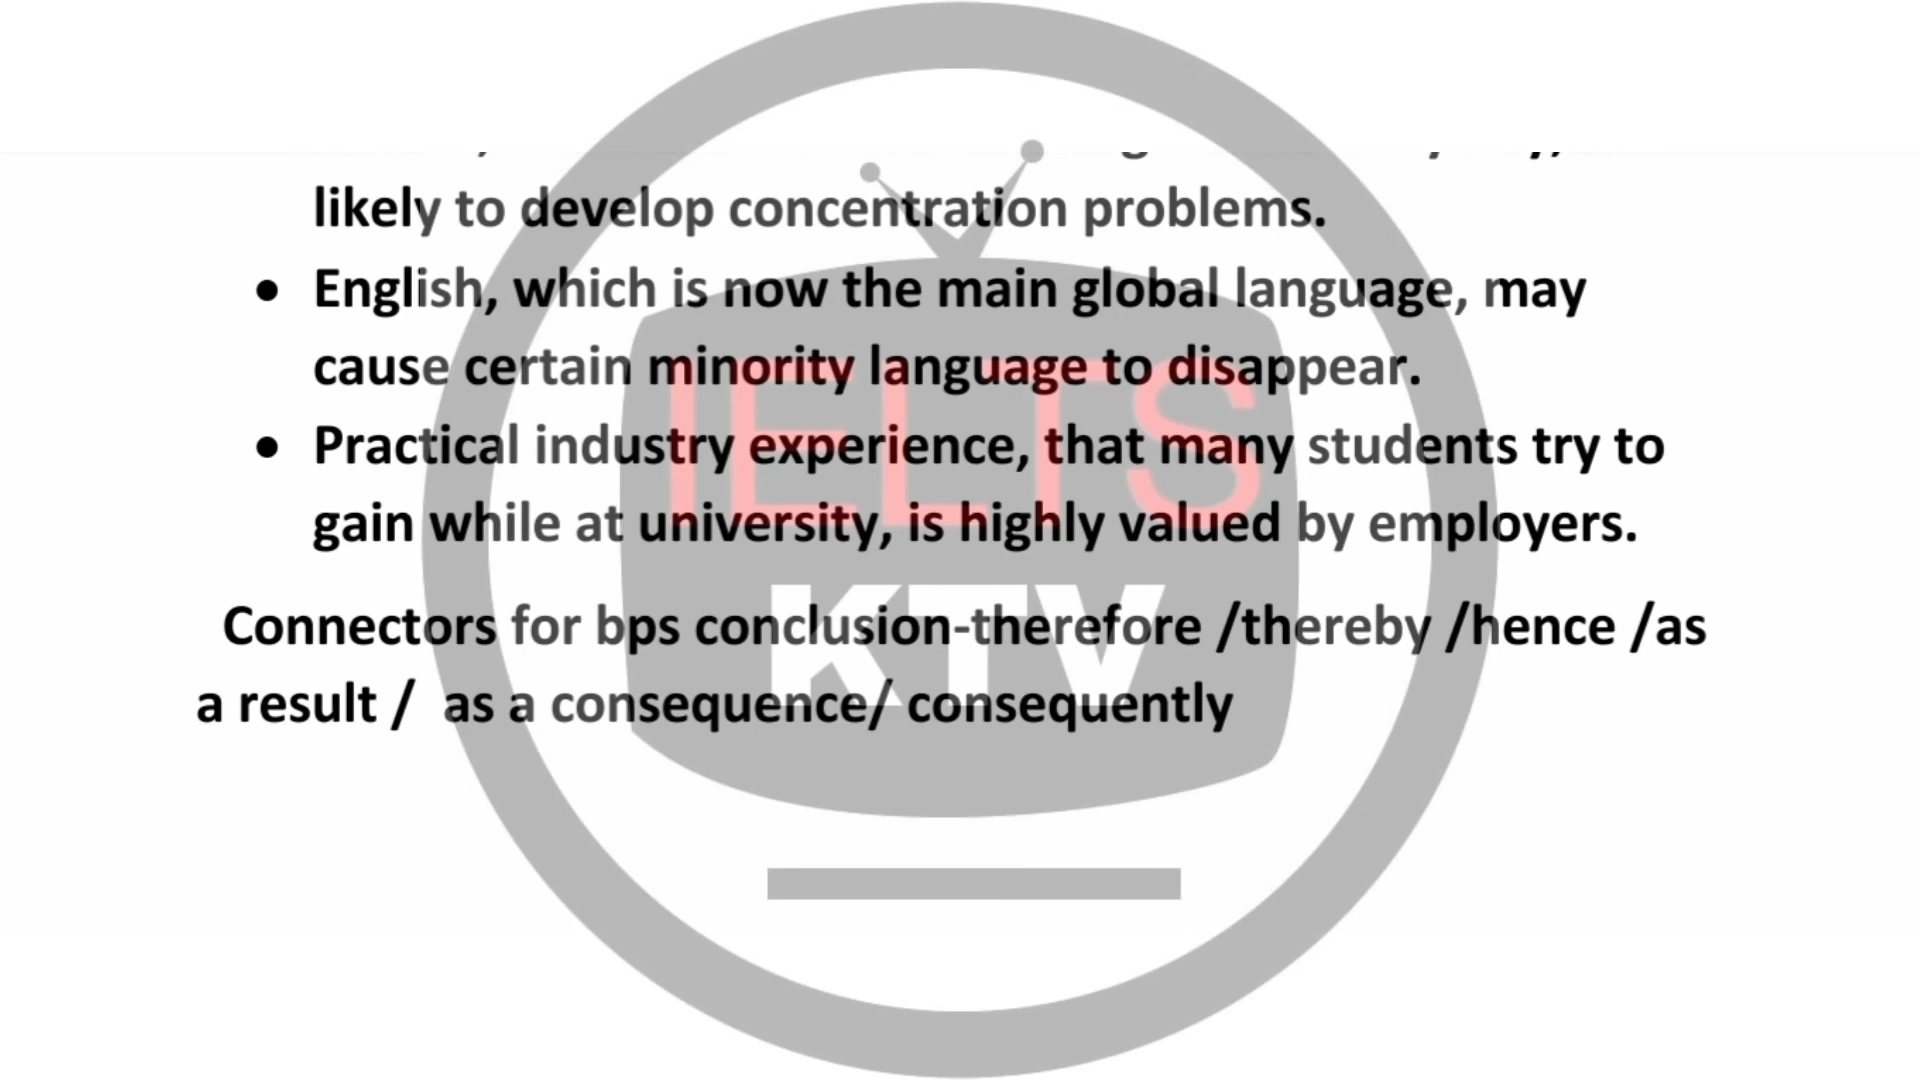 likely to develop concentration problems.
• English, which is now the main global language, may
cause certain minority language to disappear.
• Practical industry experience, that many students try to
gain while at university, is highly valued by employers.
Connectors for bps conclusion-therefore /thereby /hence /as
a result / as a consequence/ consequently
IELTS
KTV